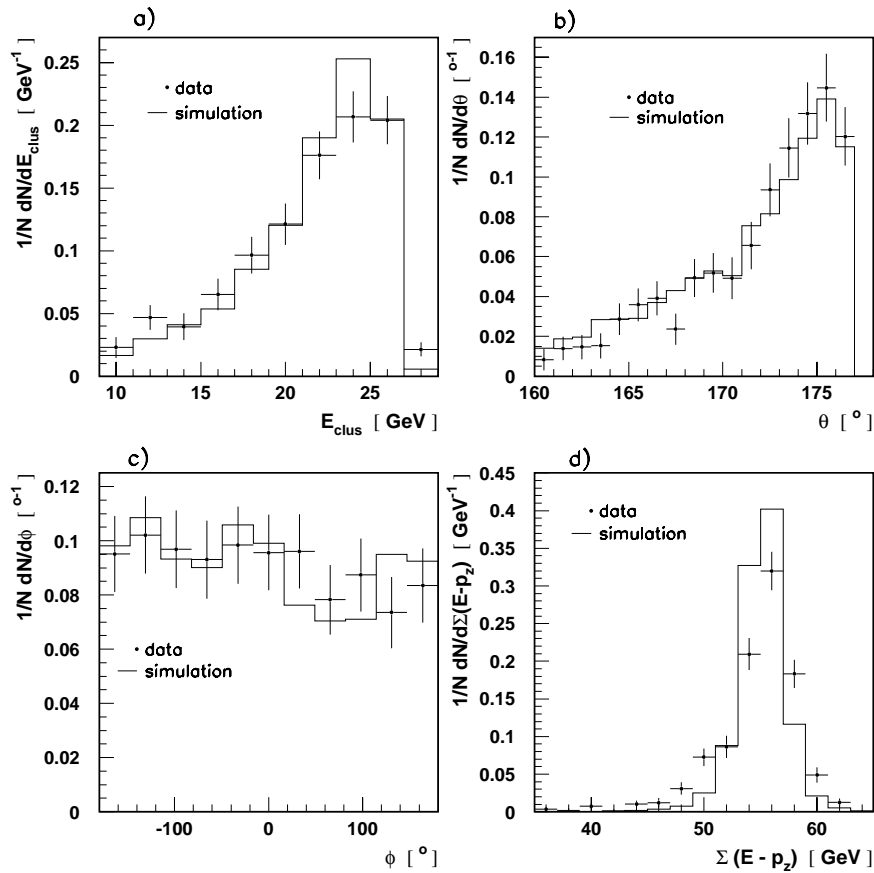 a)
1/N dN/dE_clus [ GeV⁻¹ ]
0.25
0.2
0.15
0.1
0.05
0
data
simulation
10 15 20 25
E_clus [ GeV ]
b)
1/N dN/dθ [ °⁻¹ ]
0.16
0.14
0.12
0.1
0.08
0.06
0.04
0.02
0
data
simulation
160 165 170 175
θ [ ° ]
c)
1/N dN/dϕ [ °⁻¹ ]
0.12
0.1
0.08
0.06
0.04
0.02
0
data
simulation
-100 0 100
ϕ [ ° ]
d)
1/N dN/dΣ(E-p_z) [ GeV⁻¹ ]
0.45
0.4
0.35
0.3
0.25
0.2
0.15
0.1
0.05
0
data
simulation
40 50 60
Σ (E - p_z) [ GeV ]